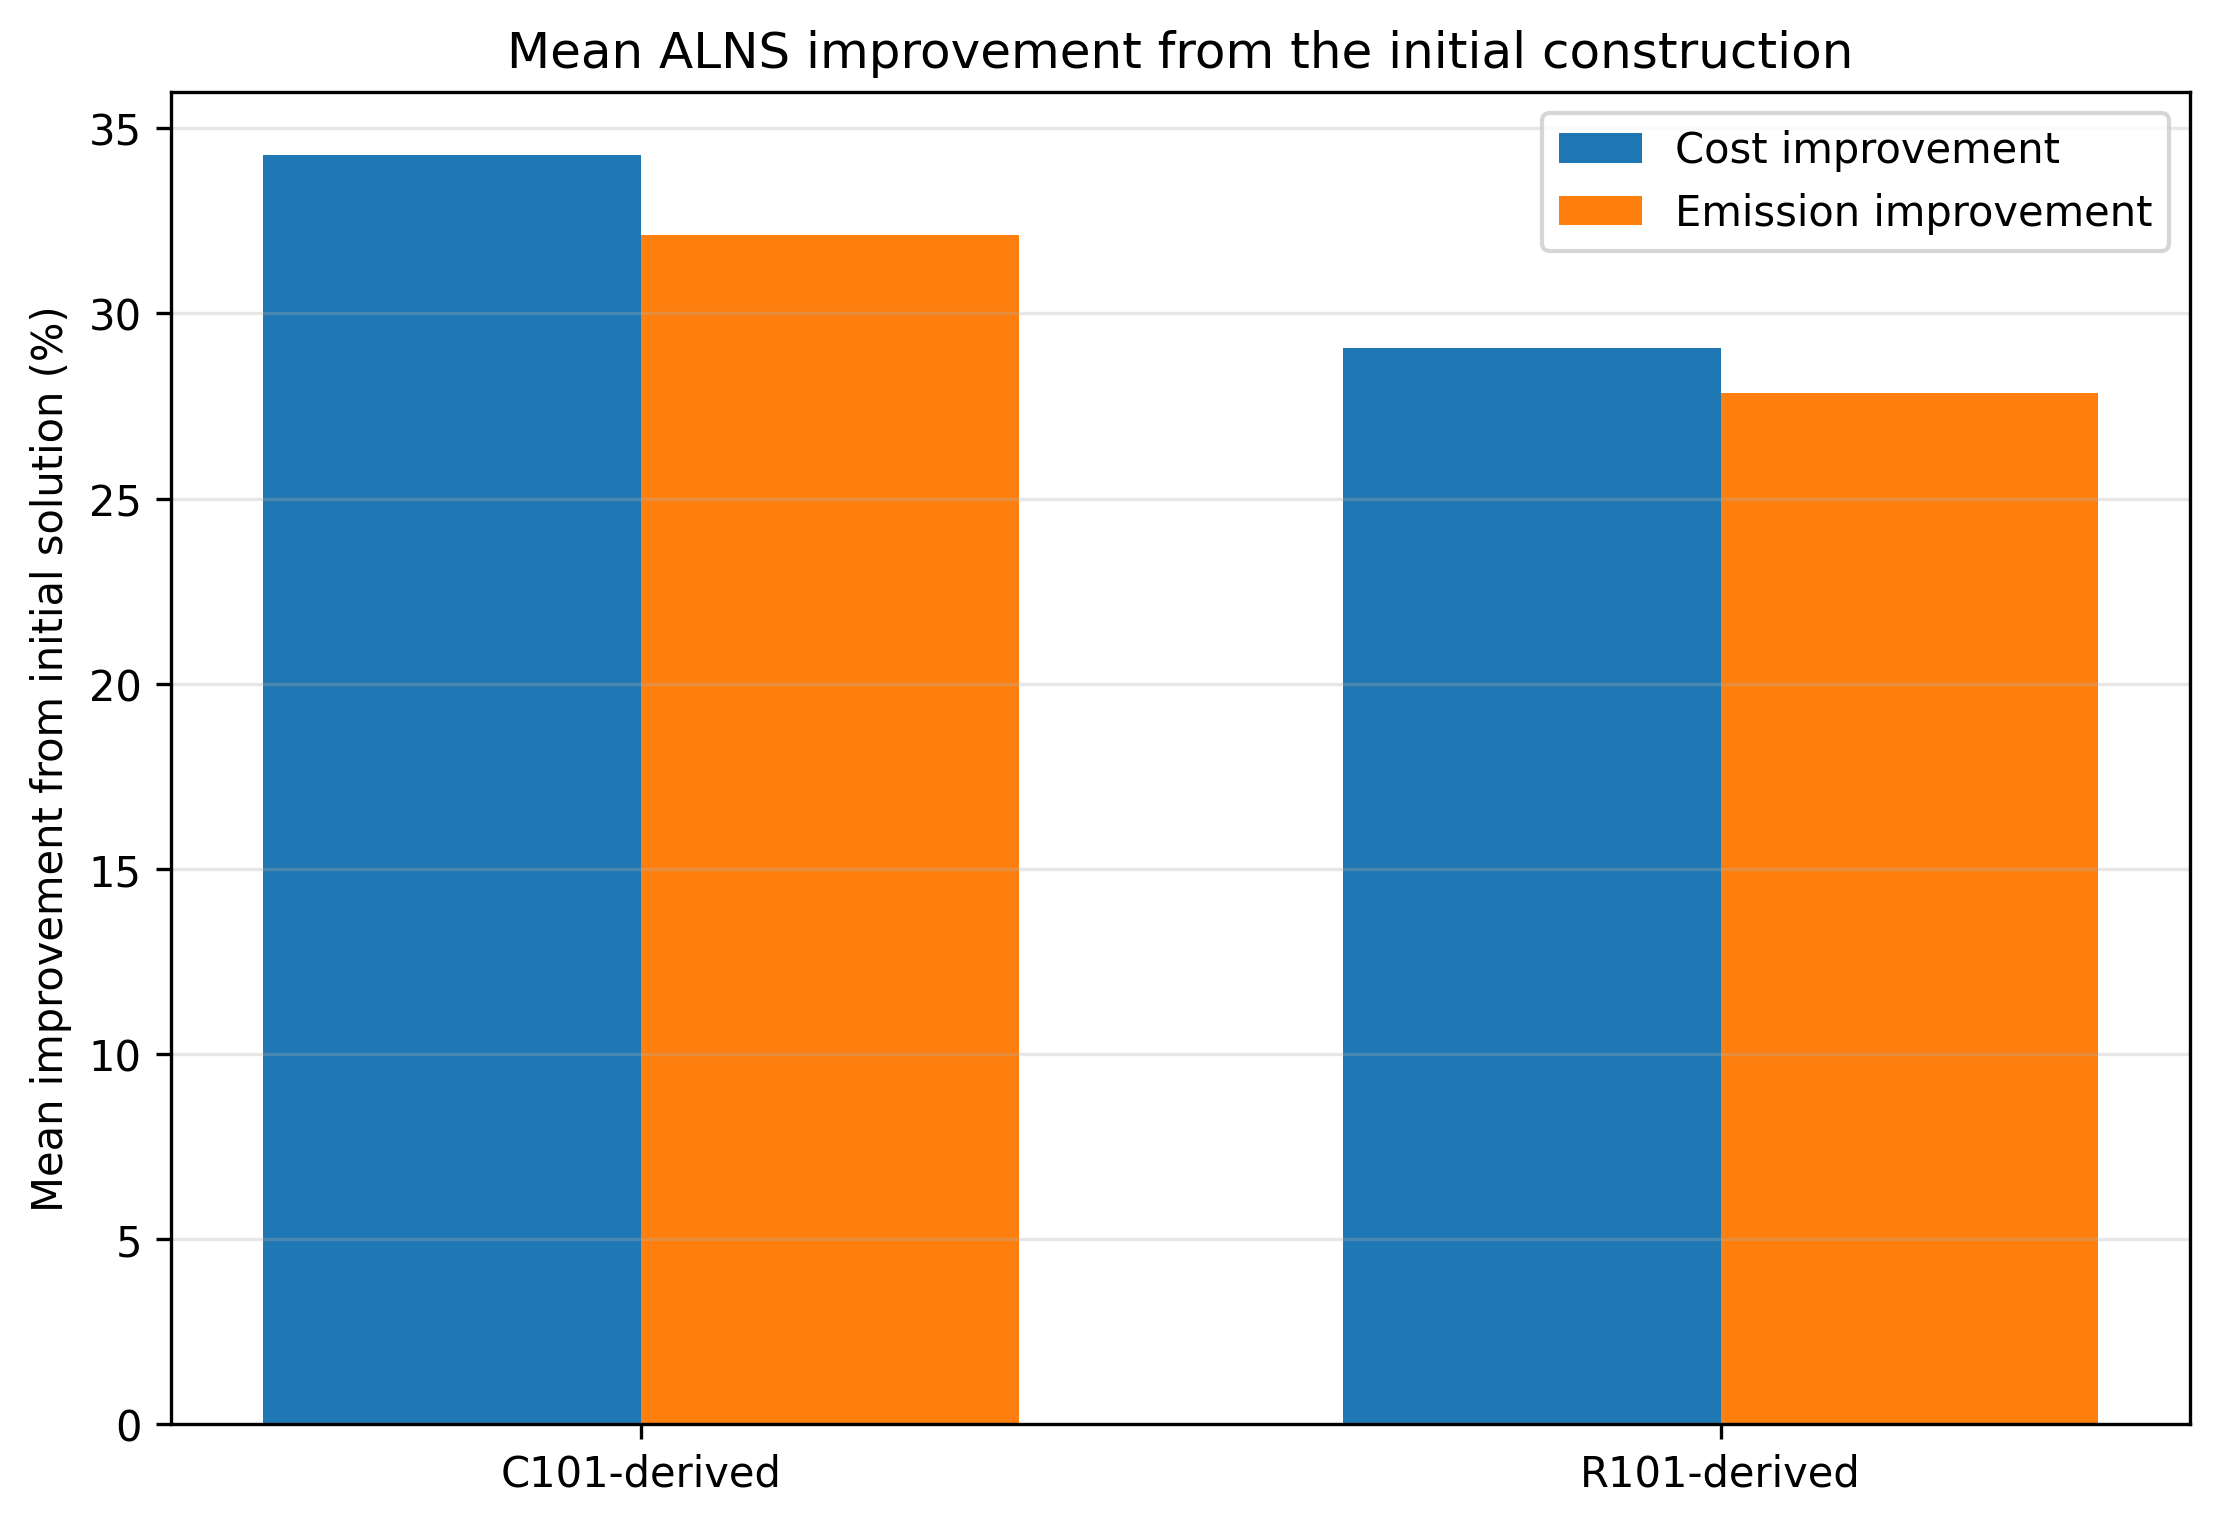 Mean ALNS improvement from the initial construction
Mean improvement from initial solution (%)
35
30
25
20
15
10
5
0
Cost improvement
Emission improvement
C101-derived
R101-derived